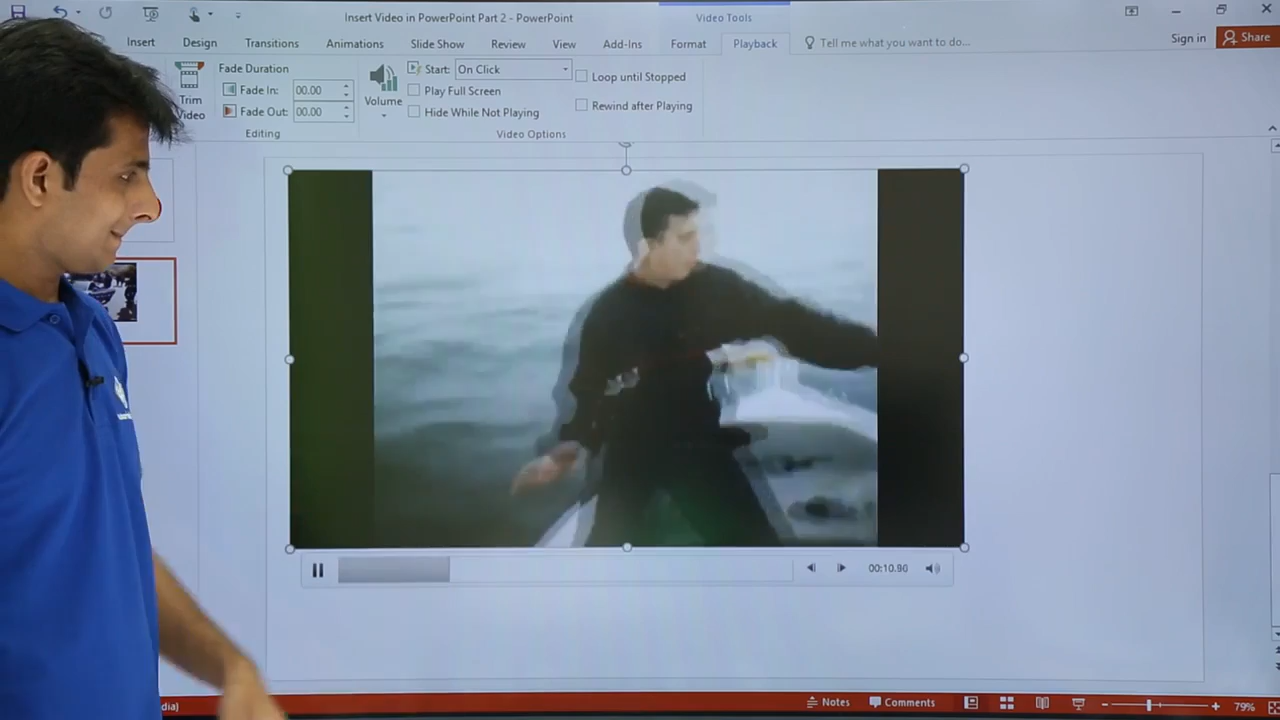 Insert Video in PowerPoint Part 2 - PowerPoint
Video Tools
Insert Design Transitions Animations Slide Show Review View Add-Ins Format Playback Tell me what you want to do... Sign in Share
Trim Video
Fade Duration
Fade In: 00.00
Fade Out: 00.00
Editing
Volume
Start: On Click
Play Full Screen
Hide While Not Playing
Loop until Stopped
Rewind after Playing
Video Options
00:10.90
dia)
Notes Comments 79%